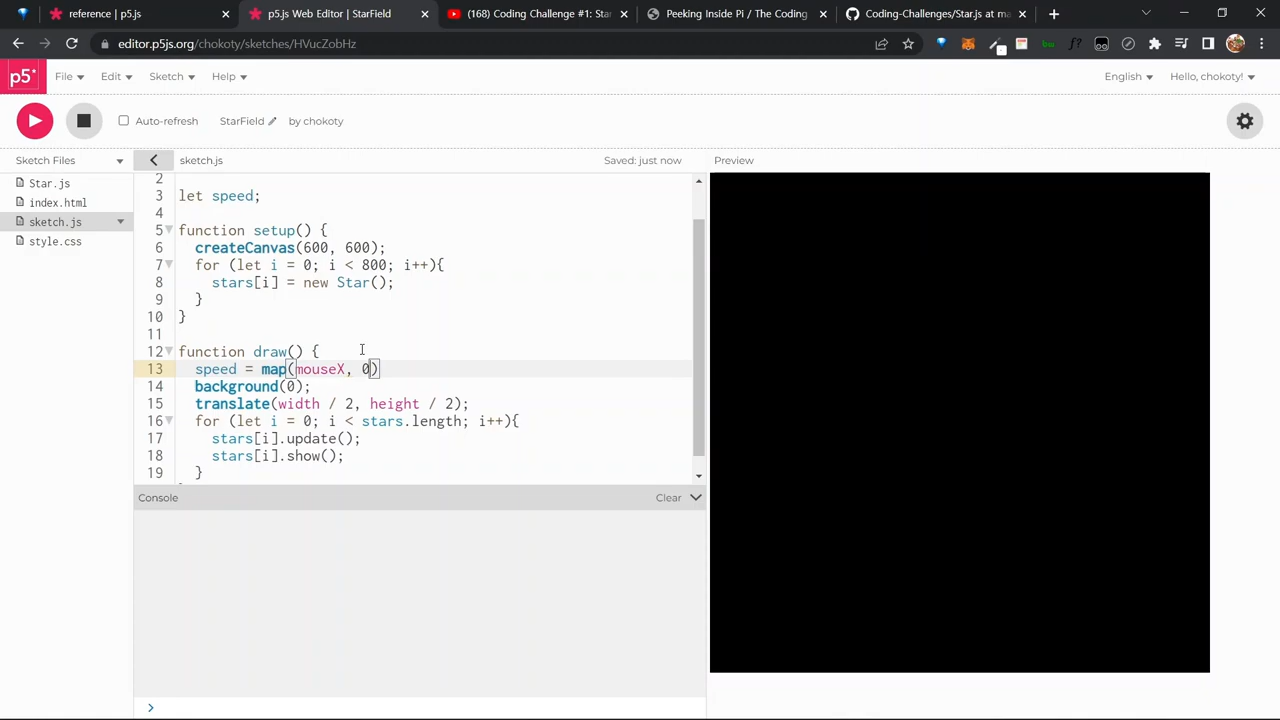 reference | p5.js
p5.js Web Editor | StarField
(168) Coding Challenge #1: Star
Peeking Inside Pi / The Coding
Coding-Challenges/Star.js at ma
editor.p5js.org/chokoty/sketches/HVucZobHz
p5*
File
Edit
Sketch
Help
English
Hello, chokoty!
Auto-refresh
StarField
by chokoty
Sketch Files
sketch.js
Saved: just now
Preview
Star.js
index.html
sketch.js
style.css
2
3 let speed;
4
5 function setup() {
6 createCanvas(600, 600);
7 for (let i = 0; i < 800; i++){
8 stars[i] = new Star();
9 }
10 }
11
12 function draw() {
13 speed = map(mouseX, 0)
14 background(0);
15 translate(width / 2, height / 2);
16 for (let i = 0; i < stars.length; i++){
17 stars[i].update();
18 stars[i].show();
19 }
Console
Clear
>